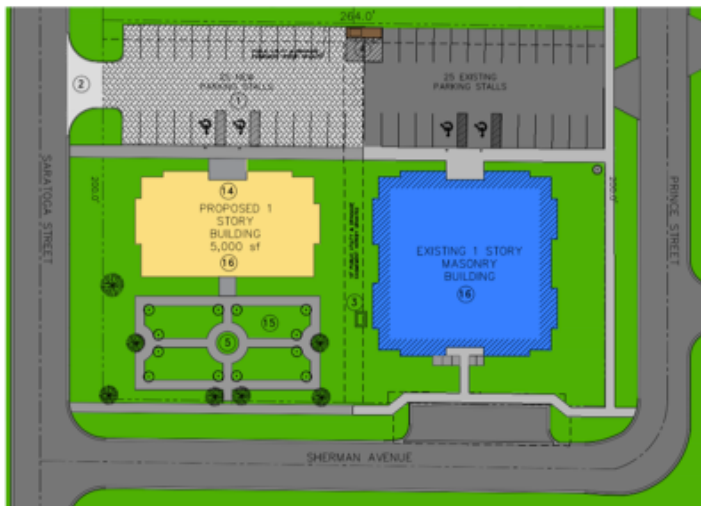 264.0'
25 NEW
PARKING STALLS
1
25 EXISTING
PARKING STALLS
2
SARATOGA STREET
200.0'
14
PROPOSED 1
STORY
BUILDING
5,000 sf
16
EXISTING 1 STORY
MASONRY
BUILDING
16
200.0'
PRINCE STREET
3
15
5
SHERMAN AVENUE